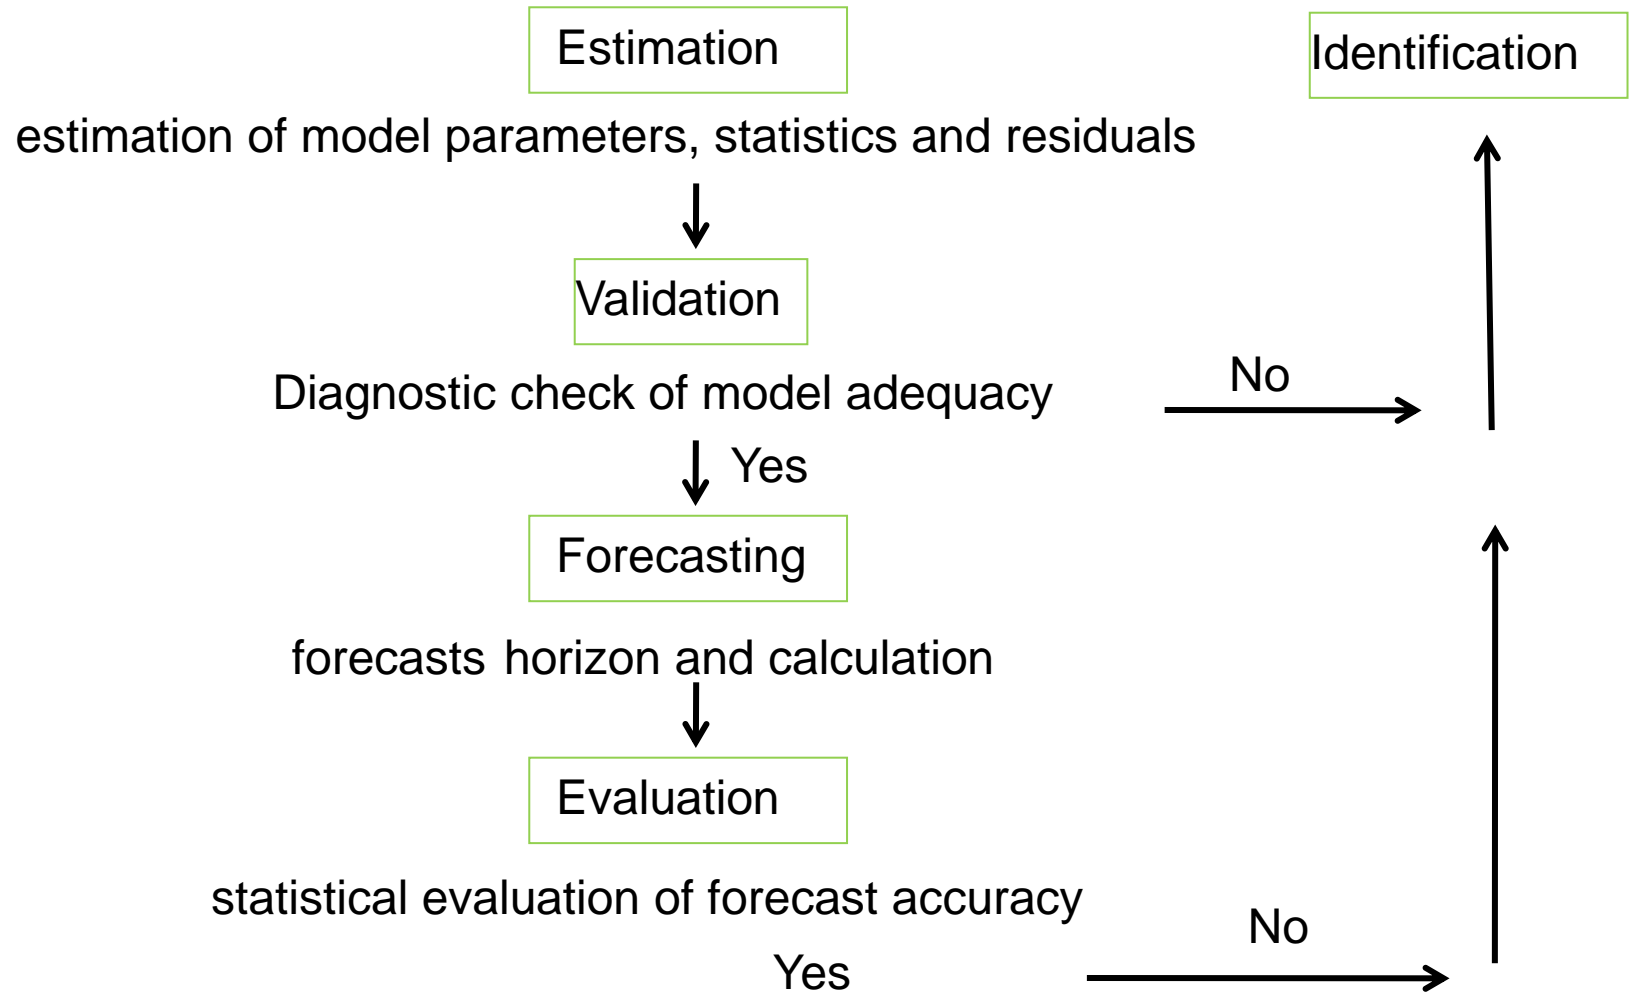 Estimation
Identification
estimation of model parameters, statistics and residuals
Validation
Diagnostic check of model adequacy
No
Yes
Forecasting
forecasts horizon and calculation
Evaluation
statistical evaluation of forecast accuracy
No
Yes